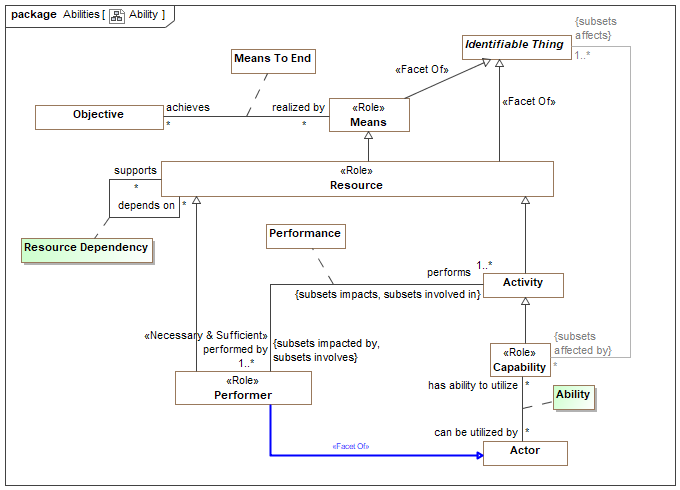 package Abilities [ Ability ]
{subsets
affects}
Identifiable Thing
1..*
Means To End
«Facet Of»
achieves
realized by
Objective
«Role»
Means
*
*
«Facet Of»
supports
«Role»
Resource
*
depends on *
Resource Dependency
Performance
performs
1..*
Activity
{subsets impacts, subsets involved in}
«Necessary & Sufficient»
performed by
1..*
{subsets impacted by,
subsets involves}
{subsets
affected by}
«Role»
Capability
*
«Role»
Performer
has ability to utilize
*
Ability
can be utilized by
*
«Facet Of»
Actor